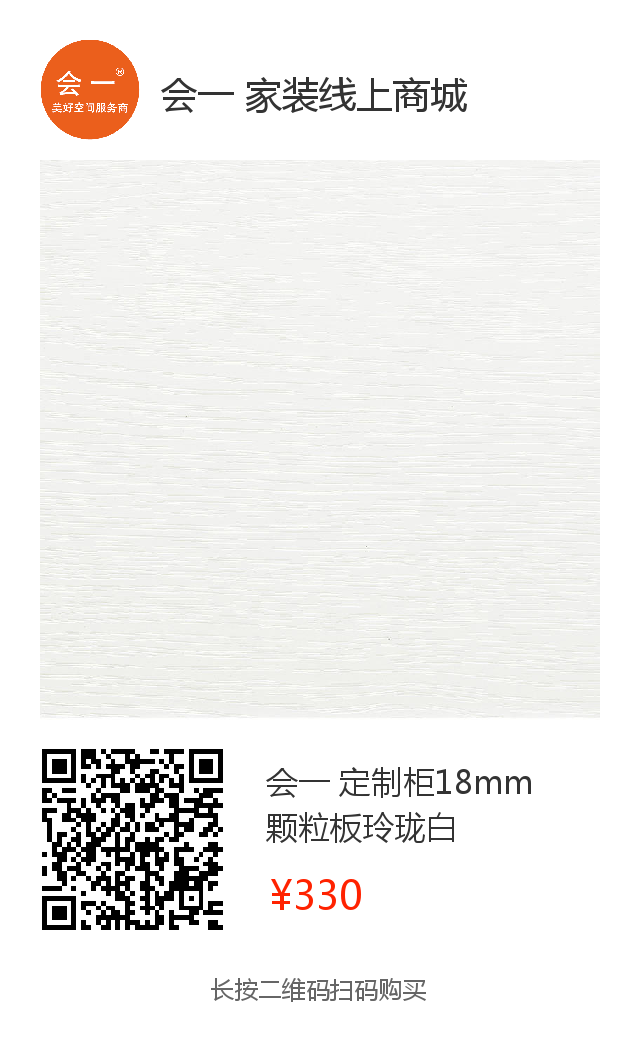 会一®
美好空间服务商
会一 家装线上商城
会一 定制柜18mm
颗粒板玲珑白
¥330
长按二维码扫码购买